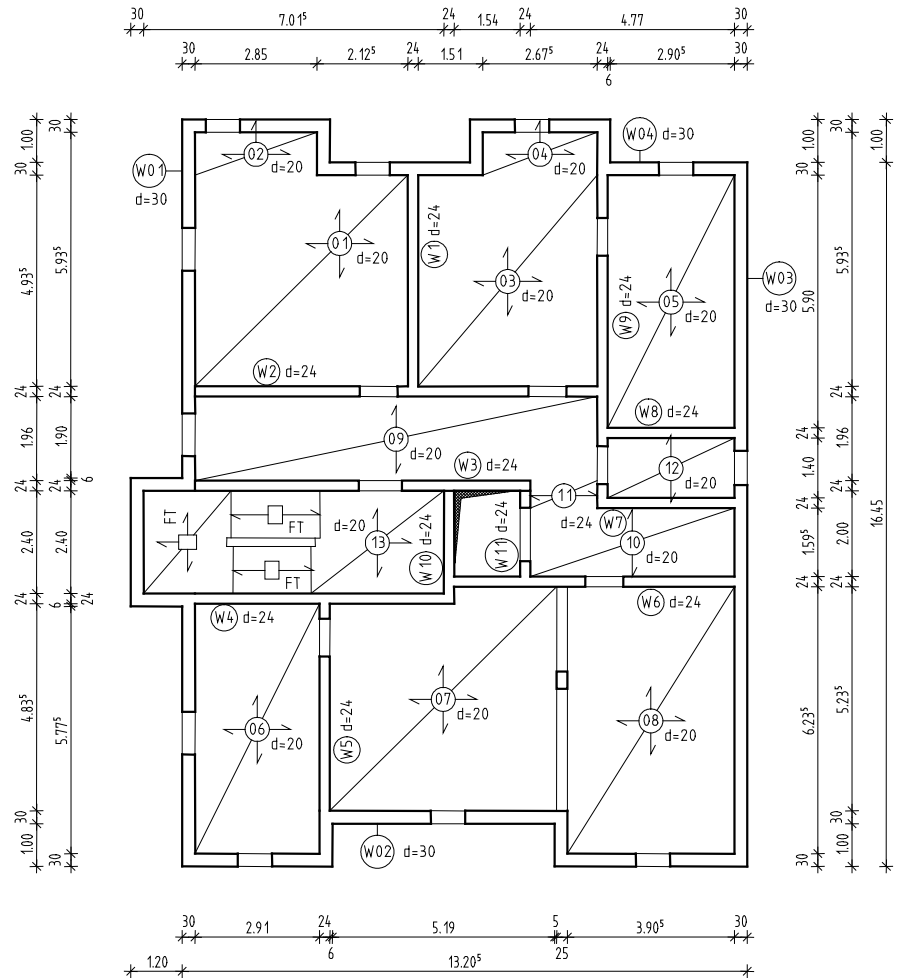 30 7.01⁵ 24 1.54 24 4.77 30
30 2.85 2.12⁵ 24 1.51 2.67⁵ 24 6 2.90⁵ 30
30 1.00 30 4.93⁵ 24 1.96 24 2.40 24 4.83⁵ 30 1.00
30 5.93⁵ 24 1.90 6 24 2.40 24 6 5.77⁵ 30
W01 d=30
02 d=20
04 d=20
W04 d=30
01 d=20
W1 d=24
03 d=20
W9 d=24
05 d=20
W03 d=30
W2 d=24
W8 d=24
09 d=20
W3 d=24
12 d=20
11 d=24
W7
FT
FT
FT
d=20 13
W10 d=24
W11 d=24
10 d=20
W4 d=24
W6 d=24
06 d=20
W5 d=24
07 d=20
08 d=20
W02 d=30
30 1.00 30 5.90 24 1.40 24 1.59⁵ 24 6.23⁵ 30
30 5.93⁵ 24 1.96 24 2.00 24 5.23⁵ 30 1.00
1.00 16.45
30 2.91 24 6 5.19 5 25 3.90⁵ 30
1.20 13.20⁵